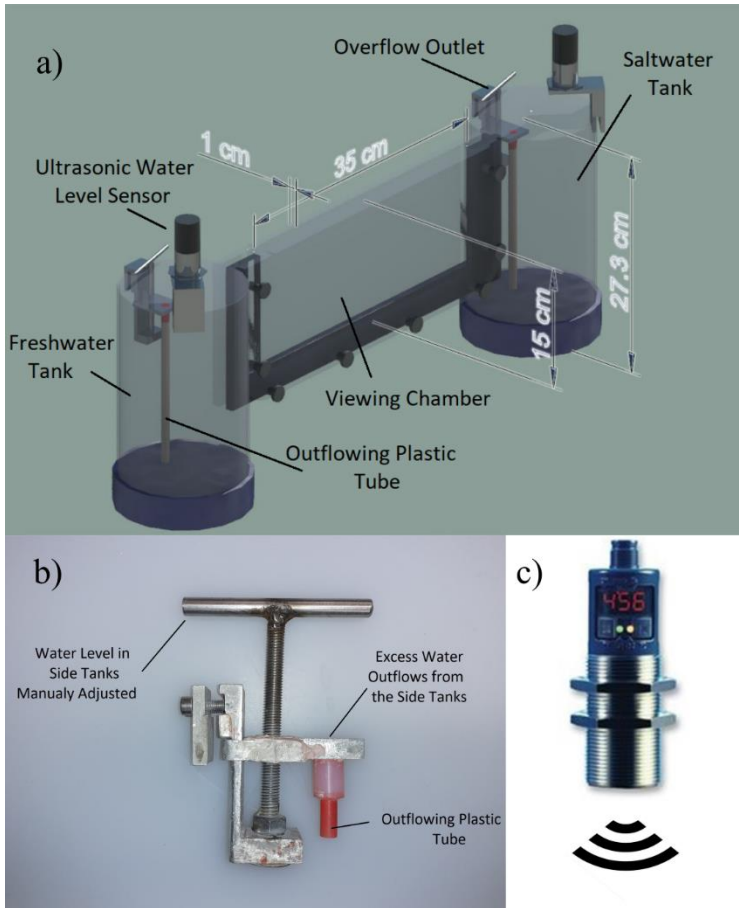 a)
Overflow Outlet
Saltwater
Tank
1 cm
35 cm
Ultrasonic Water
Level Sensor
27.3 cm
15 cm
Freshwater
Tank
Viewing Chamber
Outflowing Plastic
Tube
b)
Water Level in
Side Tanks
Manualy Adjusted
Excess Water
Outflows from
the Side Tanks
Outflowing Plastic
Tube
c)
456